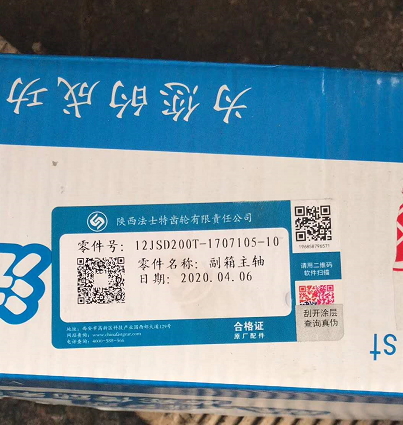 为您的成功
陕西法士特齿轮有限责任公司
零件号: 12JSD200T-1707105-10
零件名称: 副箱主轴
日期: 2020.04.06
请用二维码
软件扫描
刮开涂层
查询真伪
合格证
原厂配件
st